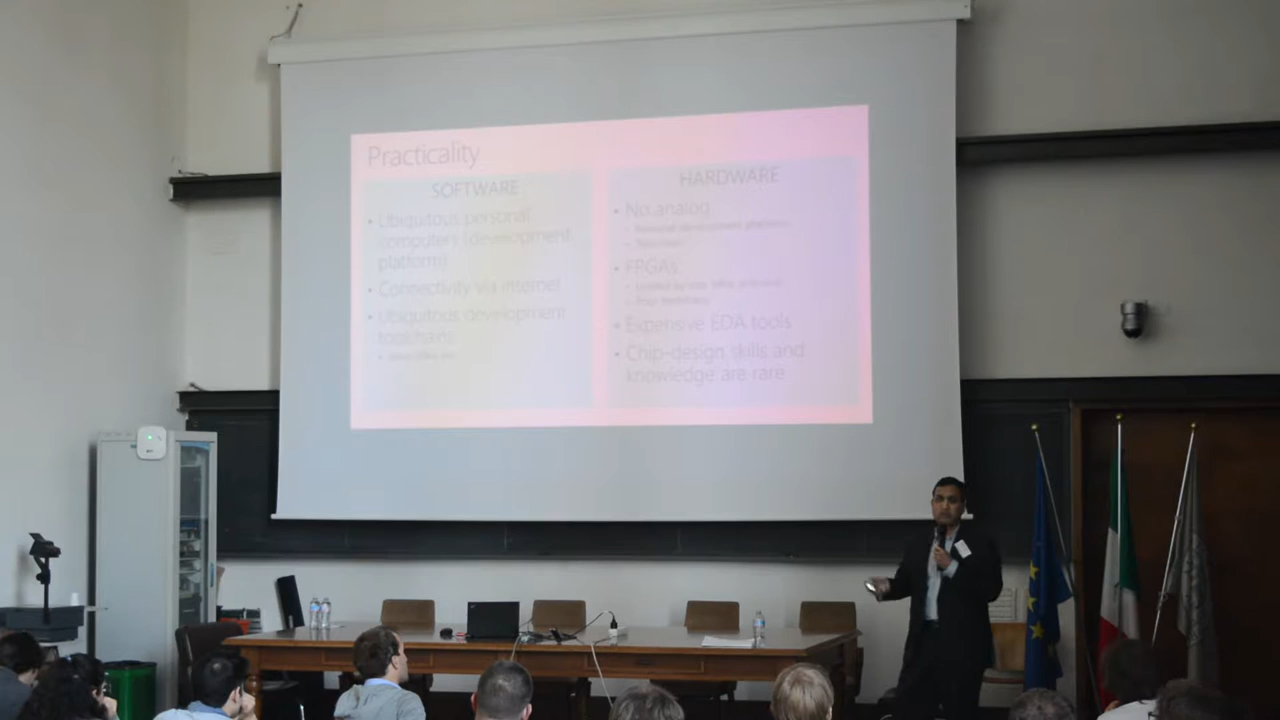 Practicality
SOFTWARE
• Ubiquitous personal
computers (development
platform)
• Connectivity via internet
• Ubiquitous development
toolchains
HARDWARE
• No analog
• FPGAs
• Expensive EDA tools
• Chip-design skills and
knowledge are rare